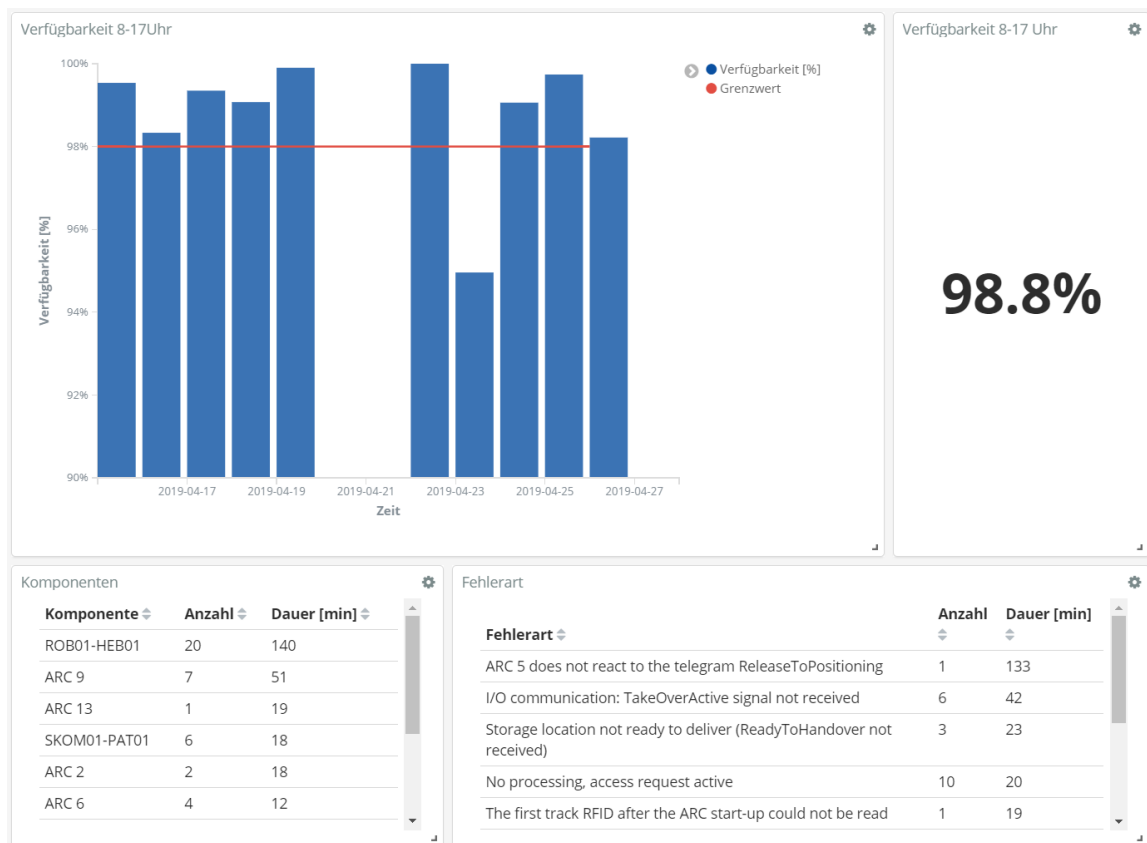 Verfügbarkeit 8-17Uhr
100%
98%
96%
94%
92%
90%
Verfügbarkeit [%]
2019-04-17 2019-04-19 2019-04-21 2019-04-23 2019-04-25 2019-04-27
Zeit
Verfügbarkeit [%]
Grenzwert
Verfügbarkeit 8-17 Uhr
98.8%
Komponenten
Komponente Anzahl Dauer [min]
ROB01-HEB01 20 140
ARC 9 7 51
ARC 13 1 19
SKOM01-PAT01 6 18
ARC 2 2 18
ARC 6 4 12
Fehlerart
Fehlerart Anzahl Dauer [min]
ARC 5 does not react to the telegram ReleaseToPositioning 1 133
I/O communication: TakeOverActive signal not received 6 42
Storage location not ready to deliver (ReadyToHandover not 3 23
received)
No processing, access request active 10 20
The first track RFID after the ARC start-up could not be read 1 19